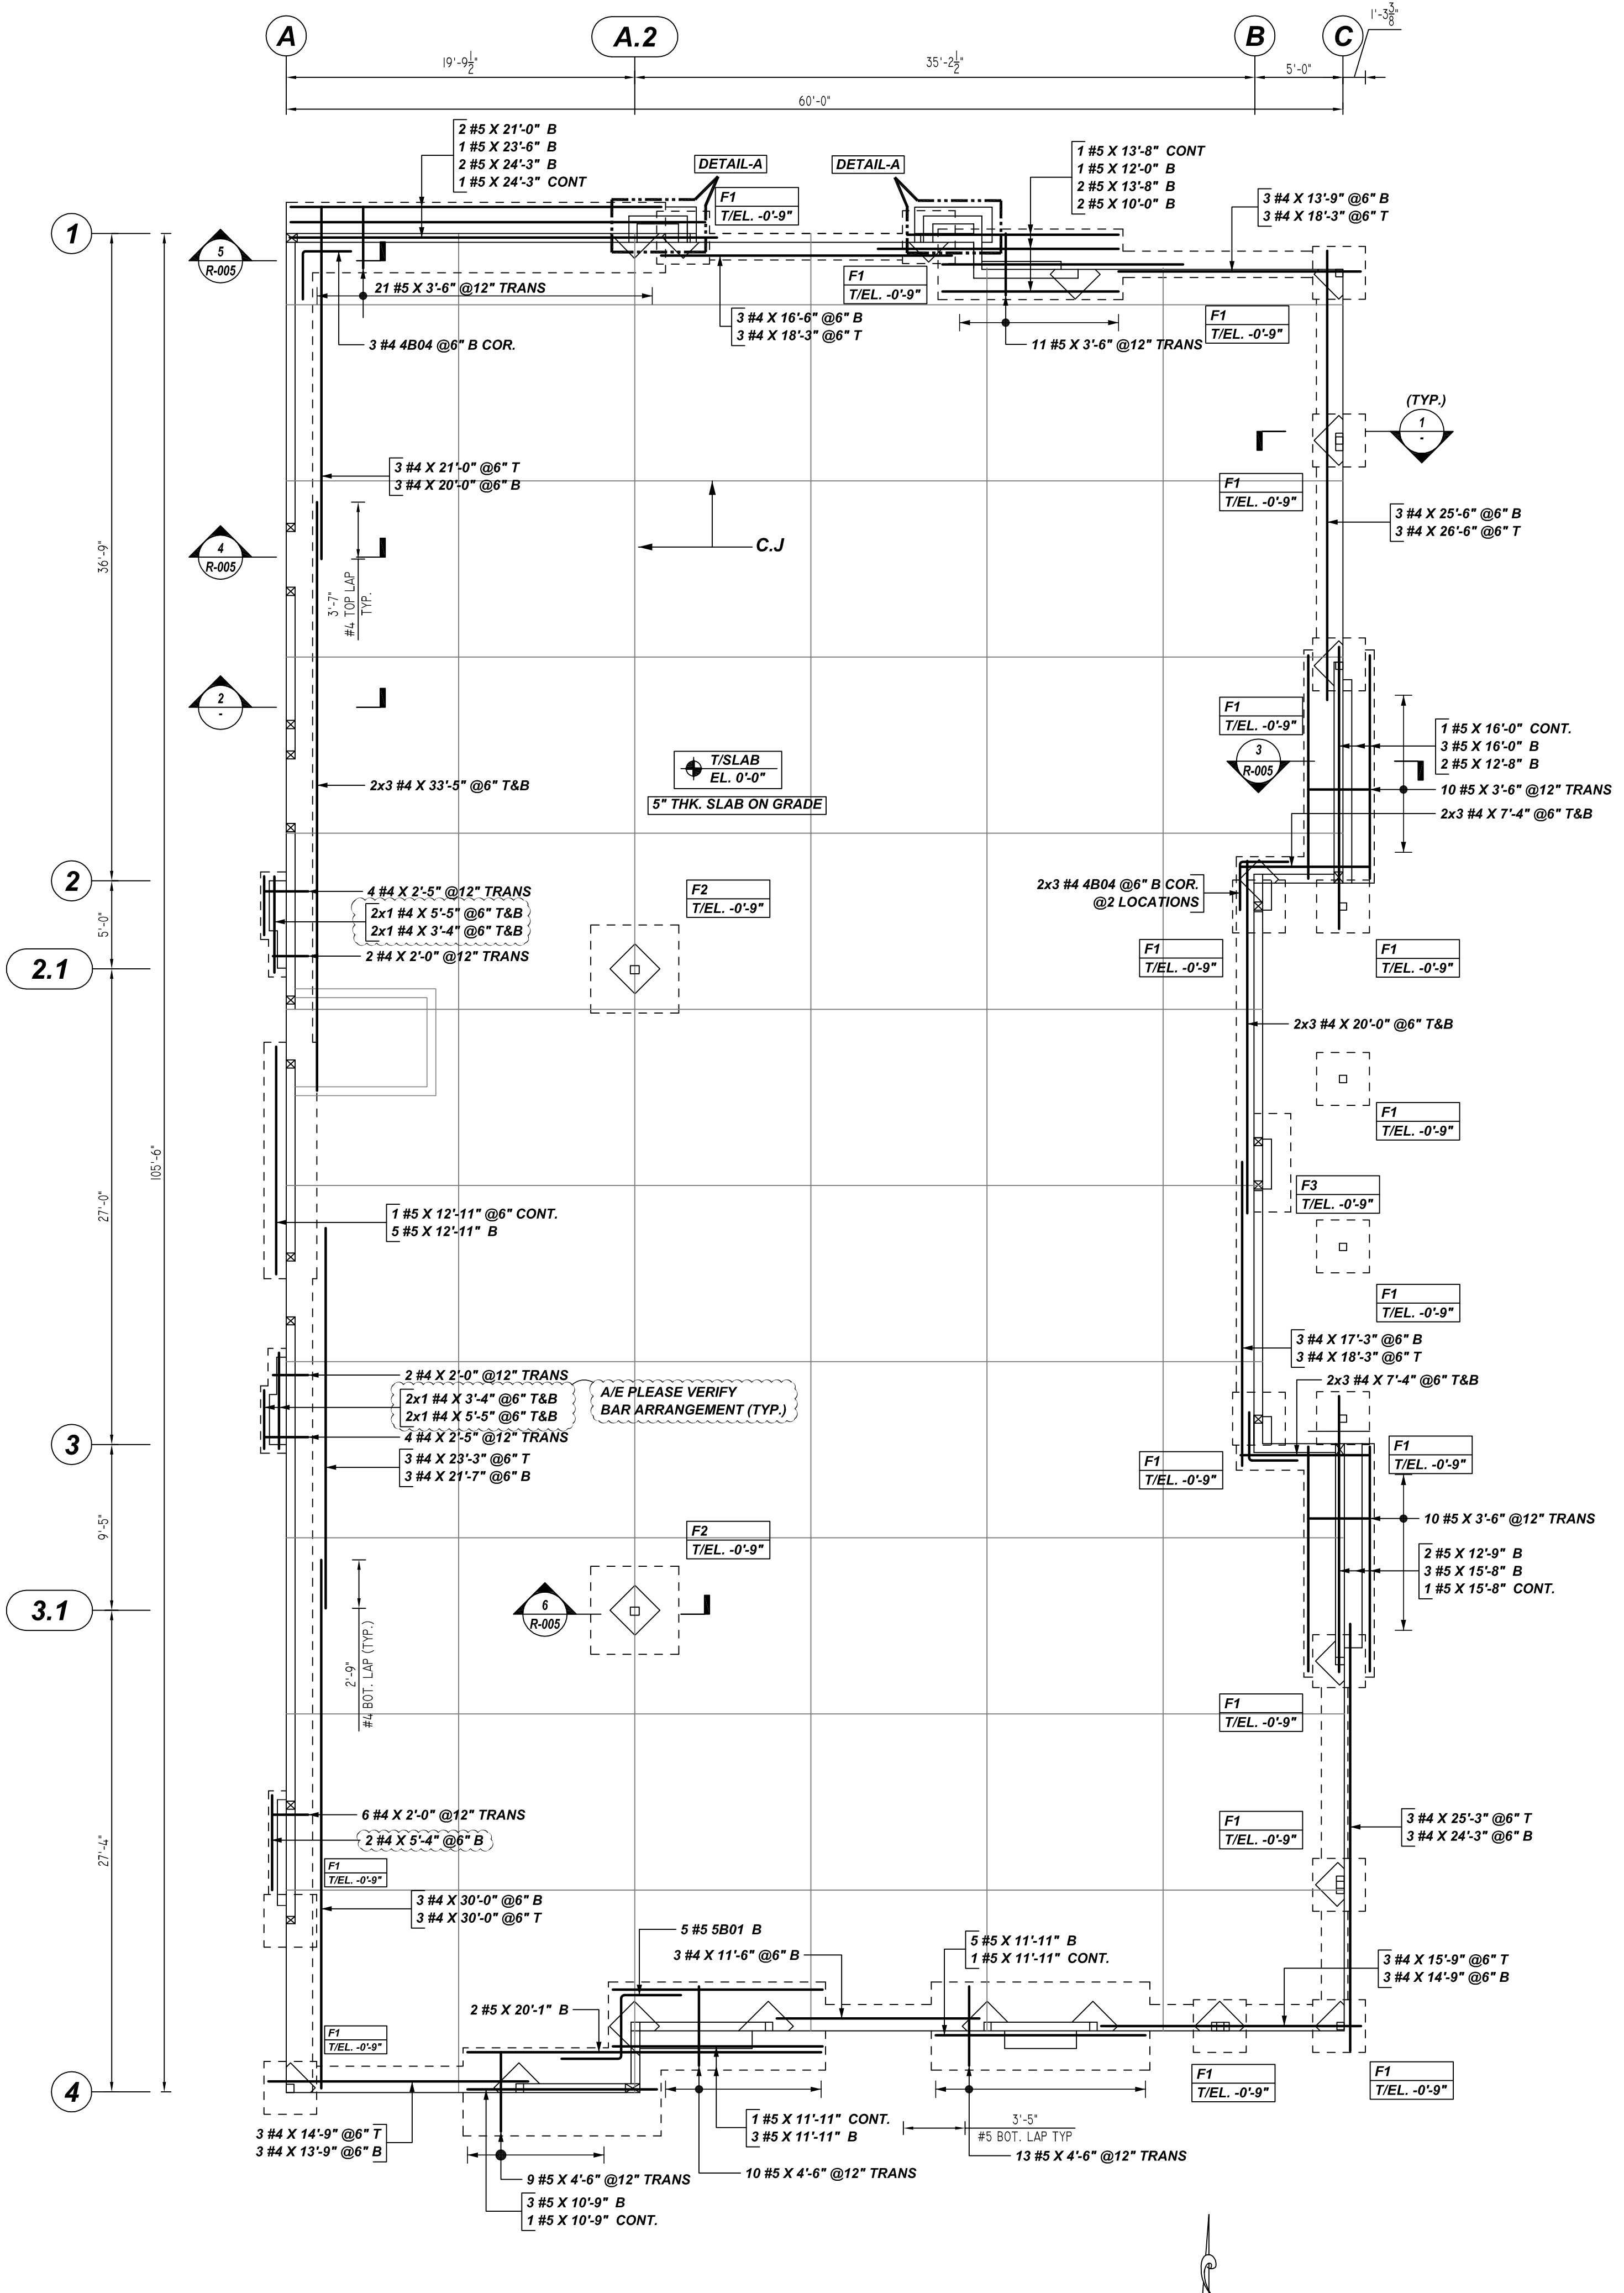 A
A.2
B
C
1'-3 3/8"
19'-9 1/2"
35'-2 1/2"
5'-0"
60'-0"
2 #5 X 21'-0" B
1 #5 X 23'-6" B
2 #5 X 24'-3" B
1 #5 X 24'-3" CONT
DETAIL-A
DETAIL-A
1 #5 X 13'-8" CONT
1 #5 X 12'-0" B
2 #5 X 13'-8" B
2 #5 X 10'-0" B
F1
T/EL. -0'-9"
3 #4 X 13'-9" @6" B
3 #4 X 18'-3" @6" T
1
5
R-005
21 #5 X 3'-6" @12" TRANS
F1
T/EL. -0'-9"
3 #4 X 16'-6" @6" B
3 #4 X 18'-3" @6" T
F1
T/EL. -0'-9"
3 #4 4B04 @6" B COR.
11 #5 X 3'-6" @12" TRANS
(TYP.)
1
-
3 #4 X 21'-0" @6" T
3 #4 X 20'-0" @6" B
F1
T/EL. -0'-9"
3 #4 X 25'-6" @6" B
3 #4 X 26'-6" @6" T
C.J
4
R-005
36'-9"
3'-7"
#4 TOP LAP
TYP.
2
-
F1
T/EL. -0'-9"
1 #5 X 16'-0" CONT.
3 #5 X 16'-0" B
2 #5 X 12'-8" B
3
R-005
T/SLAB
EL. 0'-0"
5" THK. SLAB ON GRADE
2x3 #4 X 33'-5" @6" T&B
10 #5 X 3'-6" @12" TRANS
2x3 #4 X 7'-4" @6" T&B
2
4 #4 X 2'-5" @12" TRANS
2x1 #4 X 5'-5" @6" T&B
2x1 #4 X 3'-4" @6" T&B
2 #4 X 2'-0" @12" TRANS
F2
T/EL. -0'-9"
2x3 #4 4B04 @6" B COR.
@2 LOCATIONS
5'-0"
2.1
F1
T/EL. -0'-9"
F1
T/EL. -0'-9"
2x3 #4 X 20'-0" @6" T&B
F1
T/EL. -0'-9"
105'-6"
27'-0"
F3
T/EL. -0'-9"
1 #5 X 12'-11" @6" CONT.
5 #5 X 12'-11" B
F1
T/EL. -0'-9"
3 #4 X 17'-3" @6" B
3 #4 X 18'-3" @6" T
2x3 #4 X 7'-4" @6" T&B
2 #4 X 2'-0" @12" TRANS
2x1 #4 X 3'-4" @6" T&B
2x1 #4 X 5'-5" @6" T&B
A/E PLEASE VERIFY
BAR ARRANGEMENT (TYP.)
4 #4 X 2'-5" @12" TRANS
3
3 #4 X 23'-3" @6" T
3 #4 X 21'-7" @6" B
F1
T/EL. -0'-9"
F1
T/EL. -0'-9"
9'-5"
F2
T/EL. -0'-9"
10 #5 X 3'-6" @12" TRANS
2 #5 X 12'-9" B
3 #5 X 15'-8" B
1 #5 X 15'-8" CONT.
3.1
6
R-005
2'-9"
#4 BOT. LAP (TYP.)
F1
T/EL. -0'-9"
6 #4 X 2'-0" @12" TRANS
2 #4 X 5'-4" @6" B
F1
T/EL. -0'-9"
3 #4 X 25'-3" @6" T
3 #4 X 24'-3" @6" B
27'-4"
F1
T/EL. -0'-9"
3 #4 X 30'-0" @6" B
3 #4 X 30'-0" @6" T
5 #5 5B01 B
3 #4 X 11'-6" @6" B
5 #5 X 11'-11" B
1 #5 X 11'-11" CONT.
3 #4 X 15'-9" @6" T
3 #4 X 14'-9" @6" B
2 #5 X 20'-1" B
F1
T/EL. -0'-9"
4
F1
T/EL. -0'-9"
F1
T/EL. -0'-9"
3 #4 X 14'-9" @6" T
3 #4 X 13'-9" @6" B
1 #5 X 11'-11" CONT.
3 #5 X 11'-11" B
3'-5"
#5 BOT. LAP TYP
13 #5 X 4'-6" @12" TRANS
9 #5 X 4'-6" @12" TRANS
10 #5 X 4'-6" @12" TRANS
3 #5 X 10'-9" B
1 #5 X 10'-9" CONT.